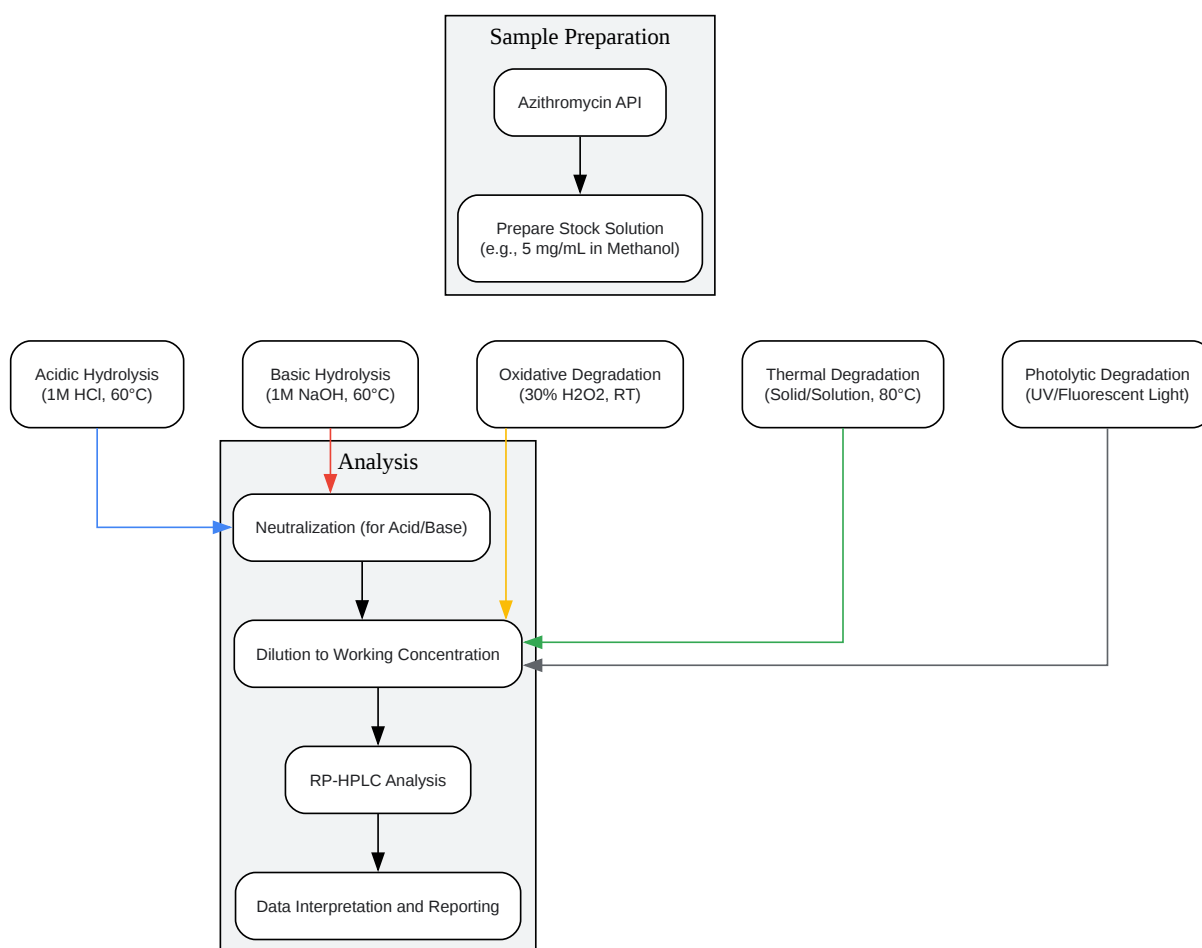 Sample Preparation
Azithromycin API
Prepare Stock Solution
(e.g., 5 mg/mL in Methanol)
Acidic Hydrolysis
(1M HCl, 60°C)
Basic Hydrolysis
(1M NaOH, 60°C)
Oxidative Degradation
(30% H2O2, RT)
Thermal Degradation
(Solid/Solution, 80°C)
Photolytic Degradation
(UV/Fluorescent Light)
Analysis
Neutralization (for Acid/Base)
Dilution to Working Concentration
RP-HPLC Analysis
Data Interpretation and Reporting